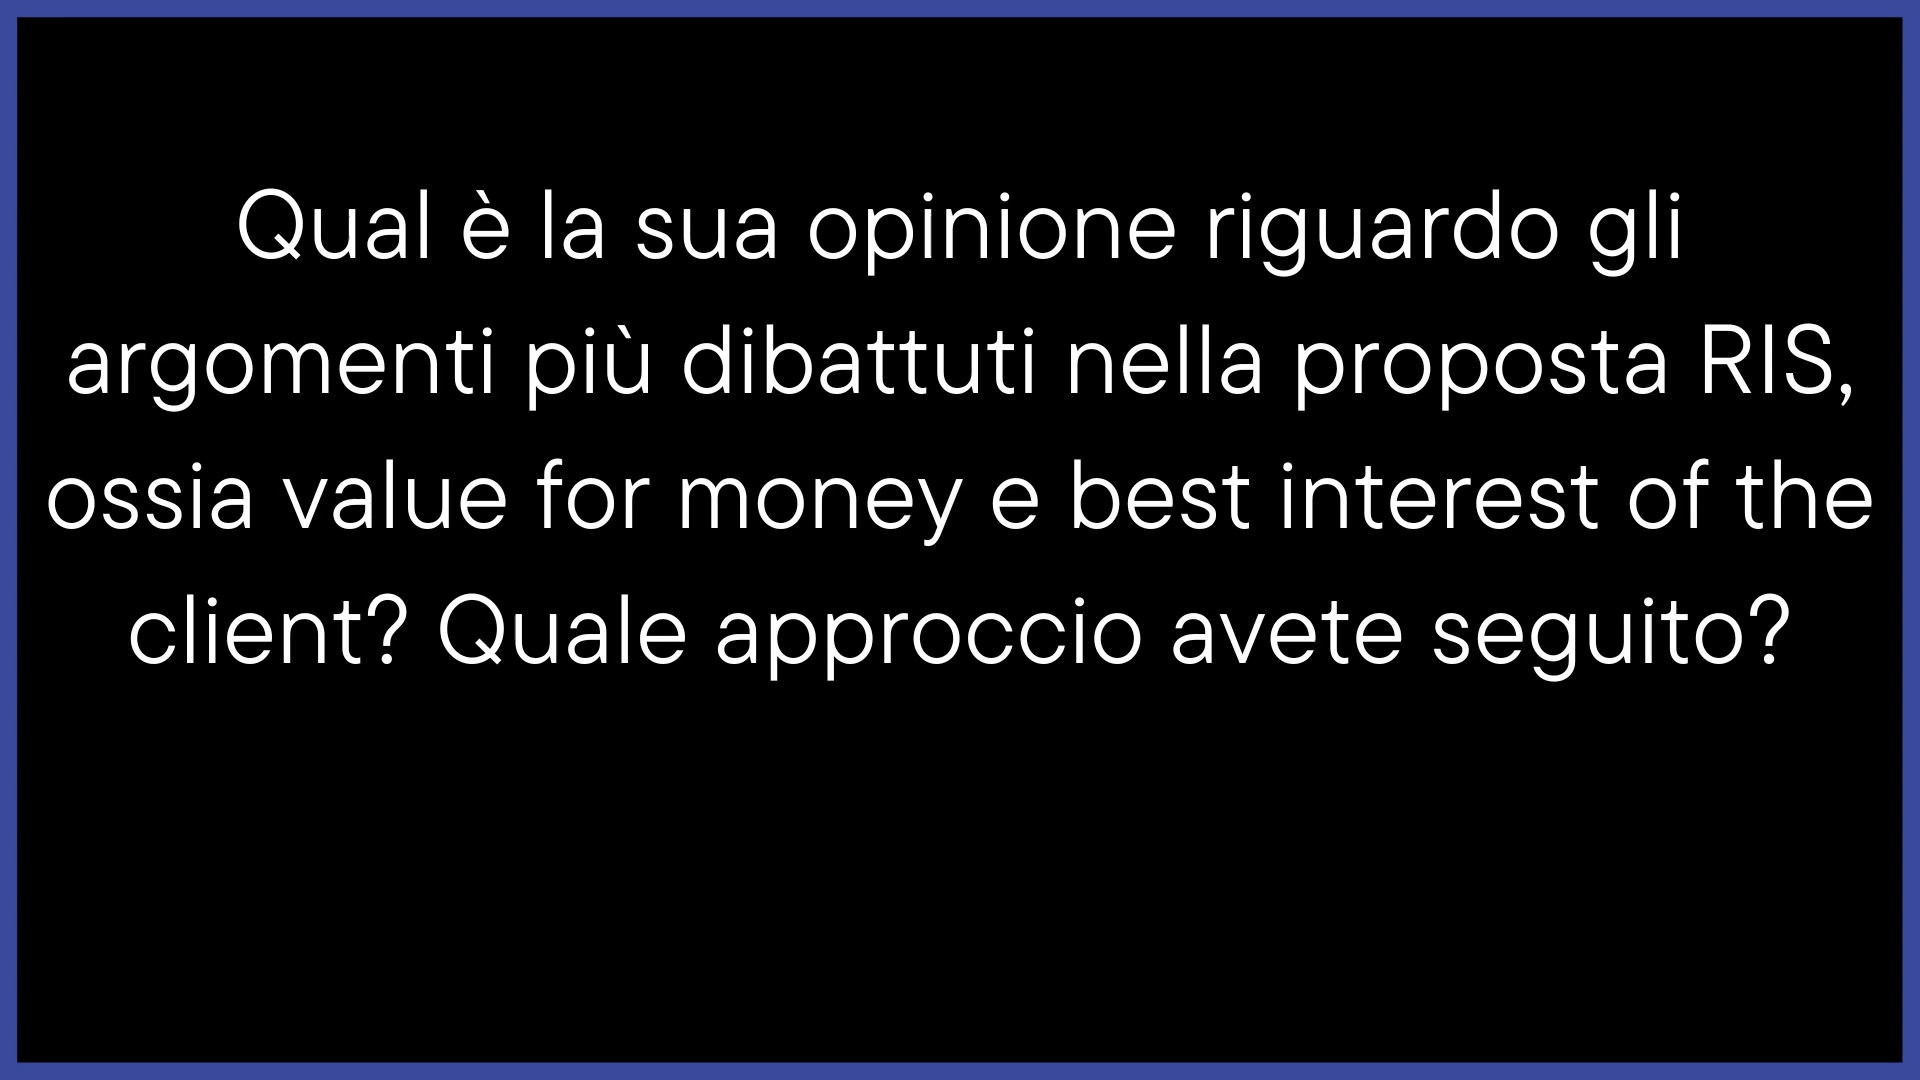 Qual è la sua opinione riguardo gli
argomenti più dibattuti nella proposta RIS,
ossia value for money e best interest of the
client? Quale approccio avete seguito?